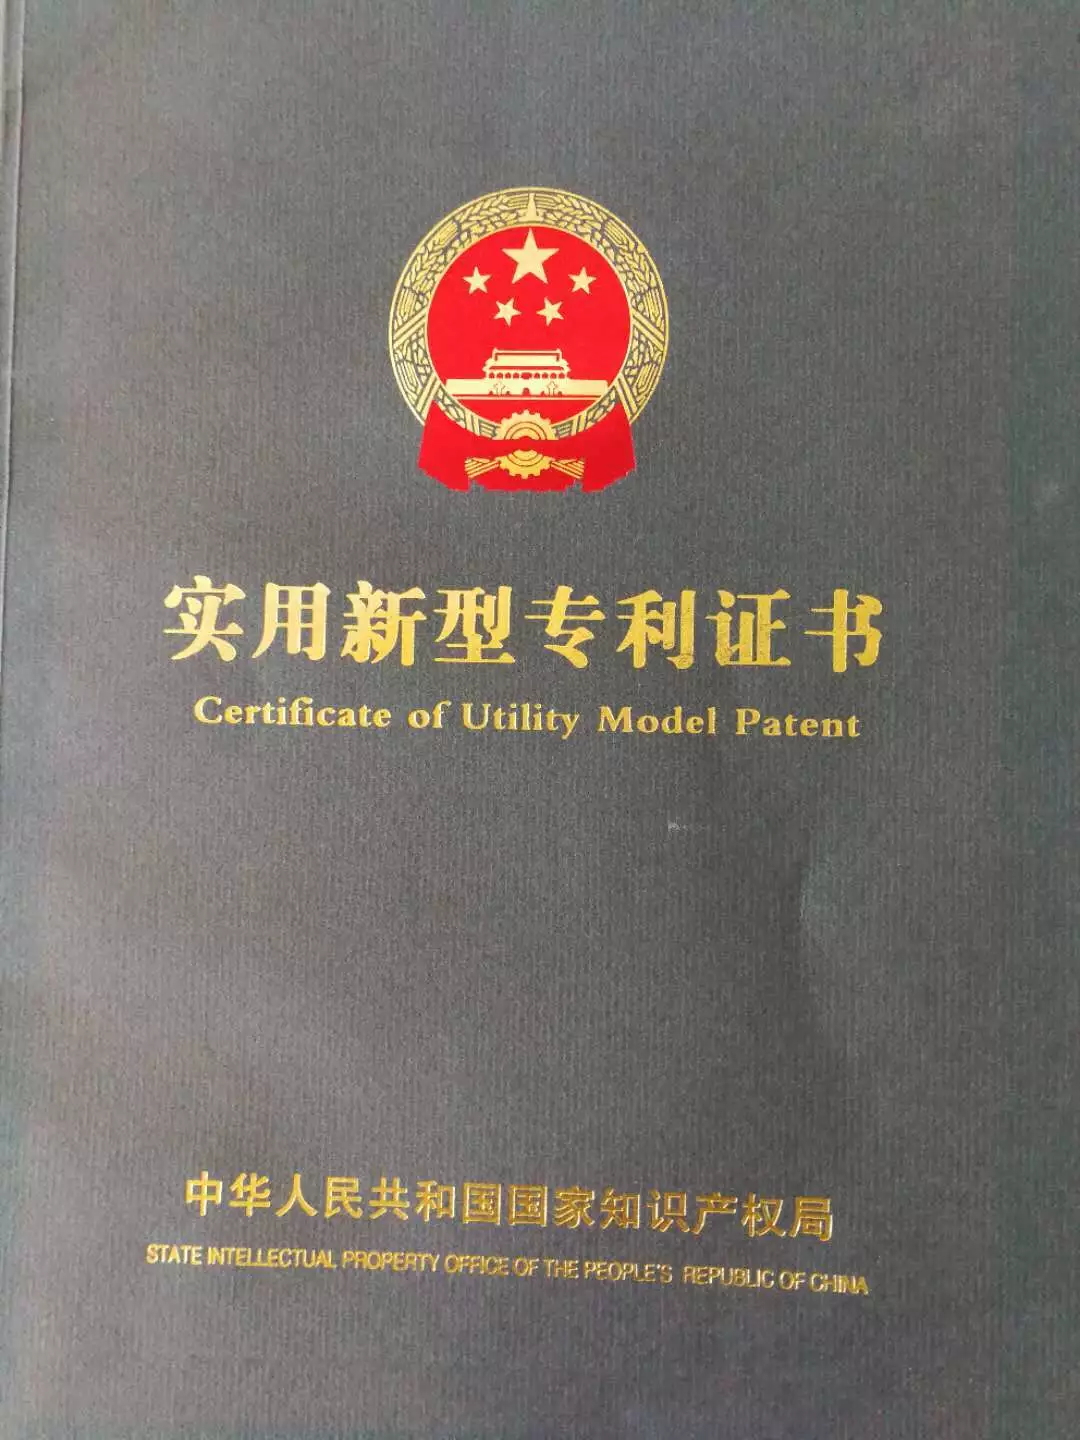 实用新型专利证书
Certificate of Utility Model Patent
中华人民共和国国家知识产权局
STATE INTELLECTUAL PROPERTY OFFICE OF THE PEOPLE'S REPUBLIC OF CHINA